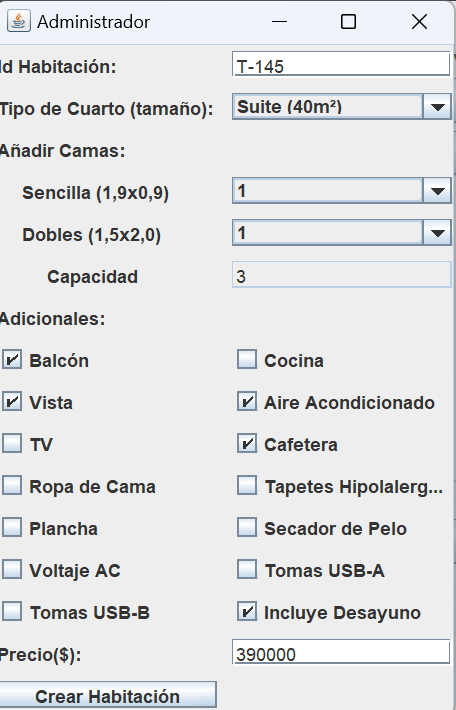 Administrador
Id Habitación: T-145
Tipo de Cuarto (tamaño): Suite (40m²)
Añadir Camas:
Sencilla (1,9x0,9) 1
Dobles (1,5x2,0) 1
Capacidad 3
Adicionales:
Balcón Cocina
Vista Aire Acondicionado
TV Cafetera
Ropa de Cama Tapetes Hipolalerg...
Plancha Secador de Pelo
Voltaje AC Tomas USB-A
Tomas USB-B Incluye Desayuno
Precio($): 390000
Crear Habitación